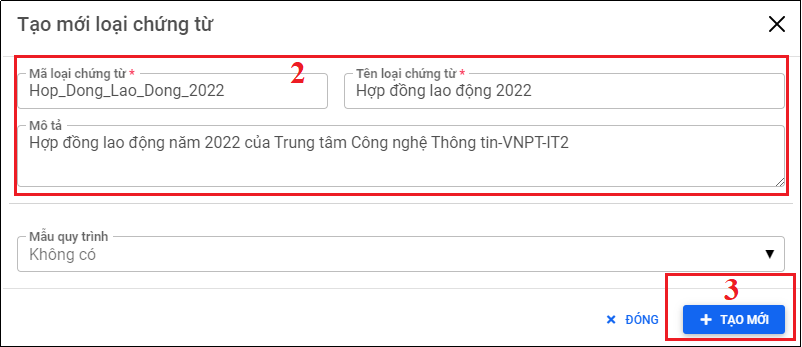 Tạo mới loại chứng từ
2
Mã loại chứng từ *
Hop_Dong_Lao_Dong_2022
Tên loại chứng từ *
Hợp đồng lao động 2022
Mô tả
Hợp đồng lao động năm 2022 của Trung tâm Công nghệ Thông tin-VNPT-IT2
Mẫu quy trình
Không có
3
× ĐÓNG
+ TẠO MỚI